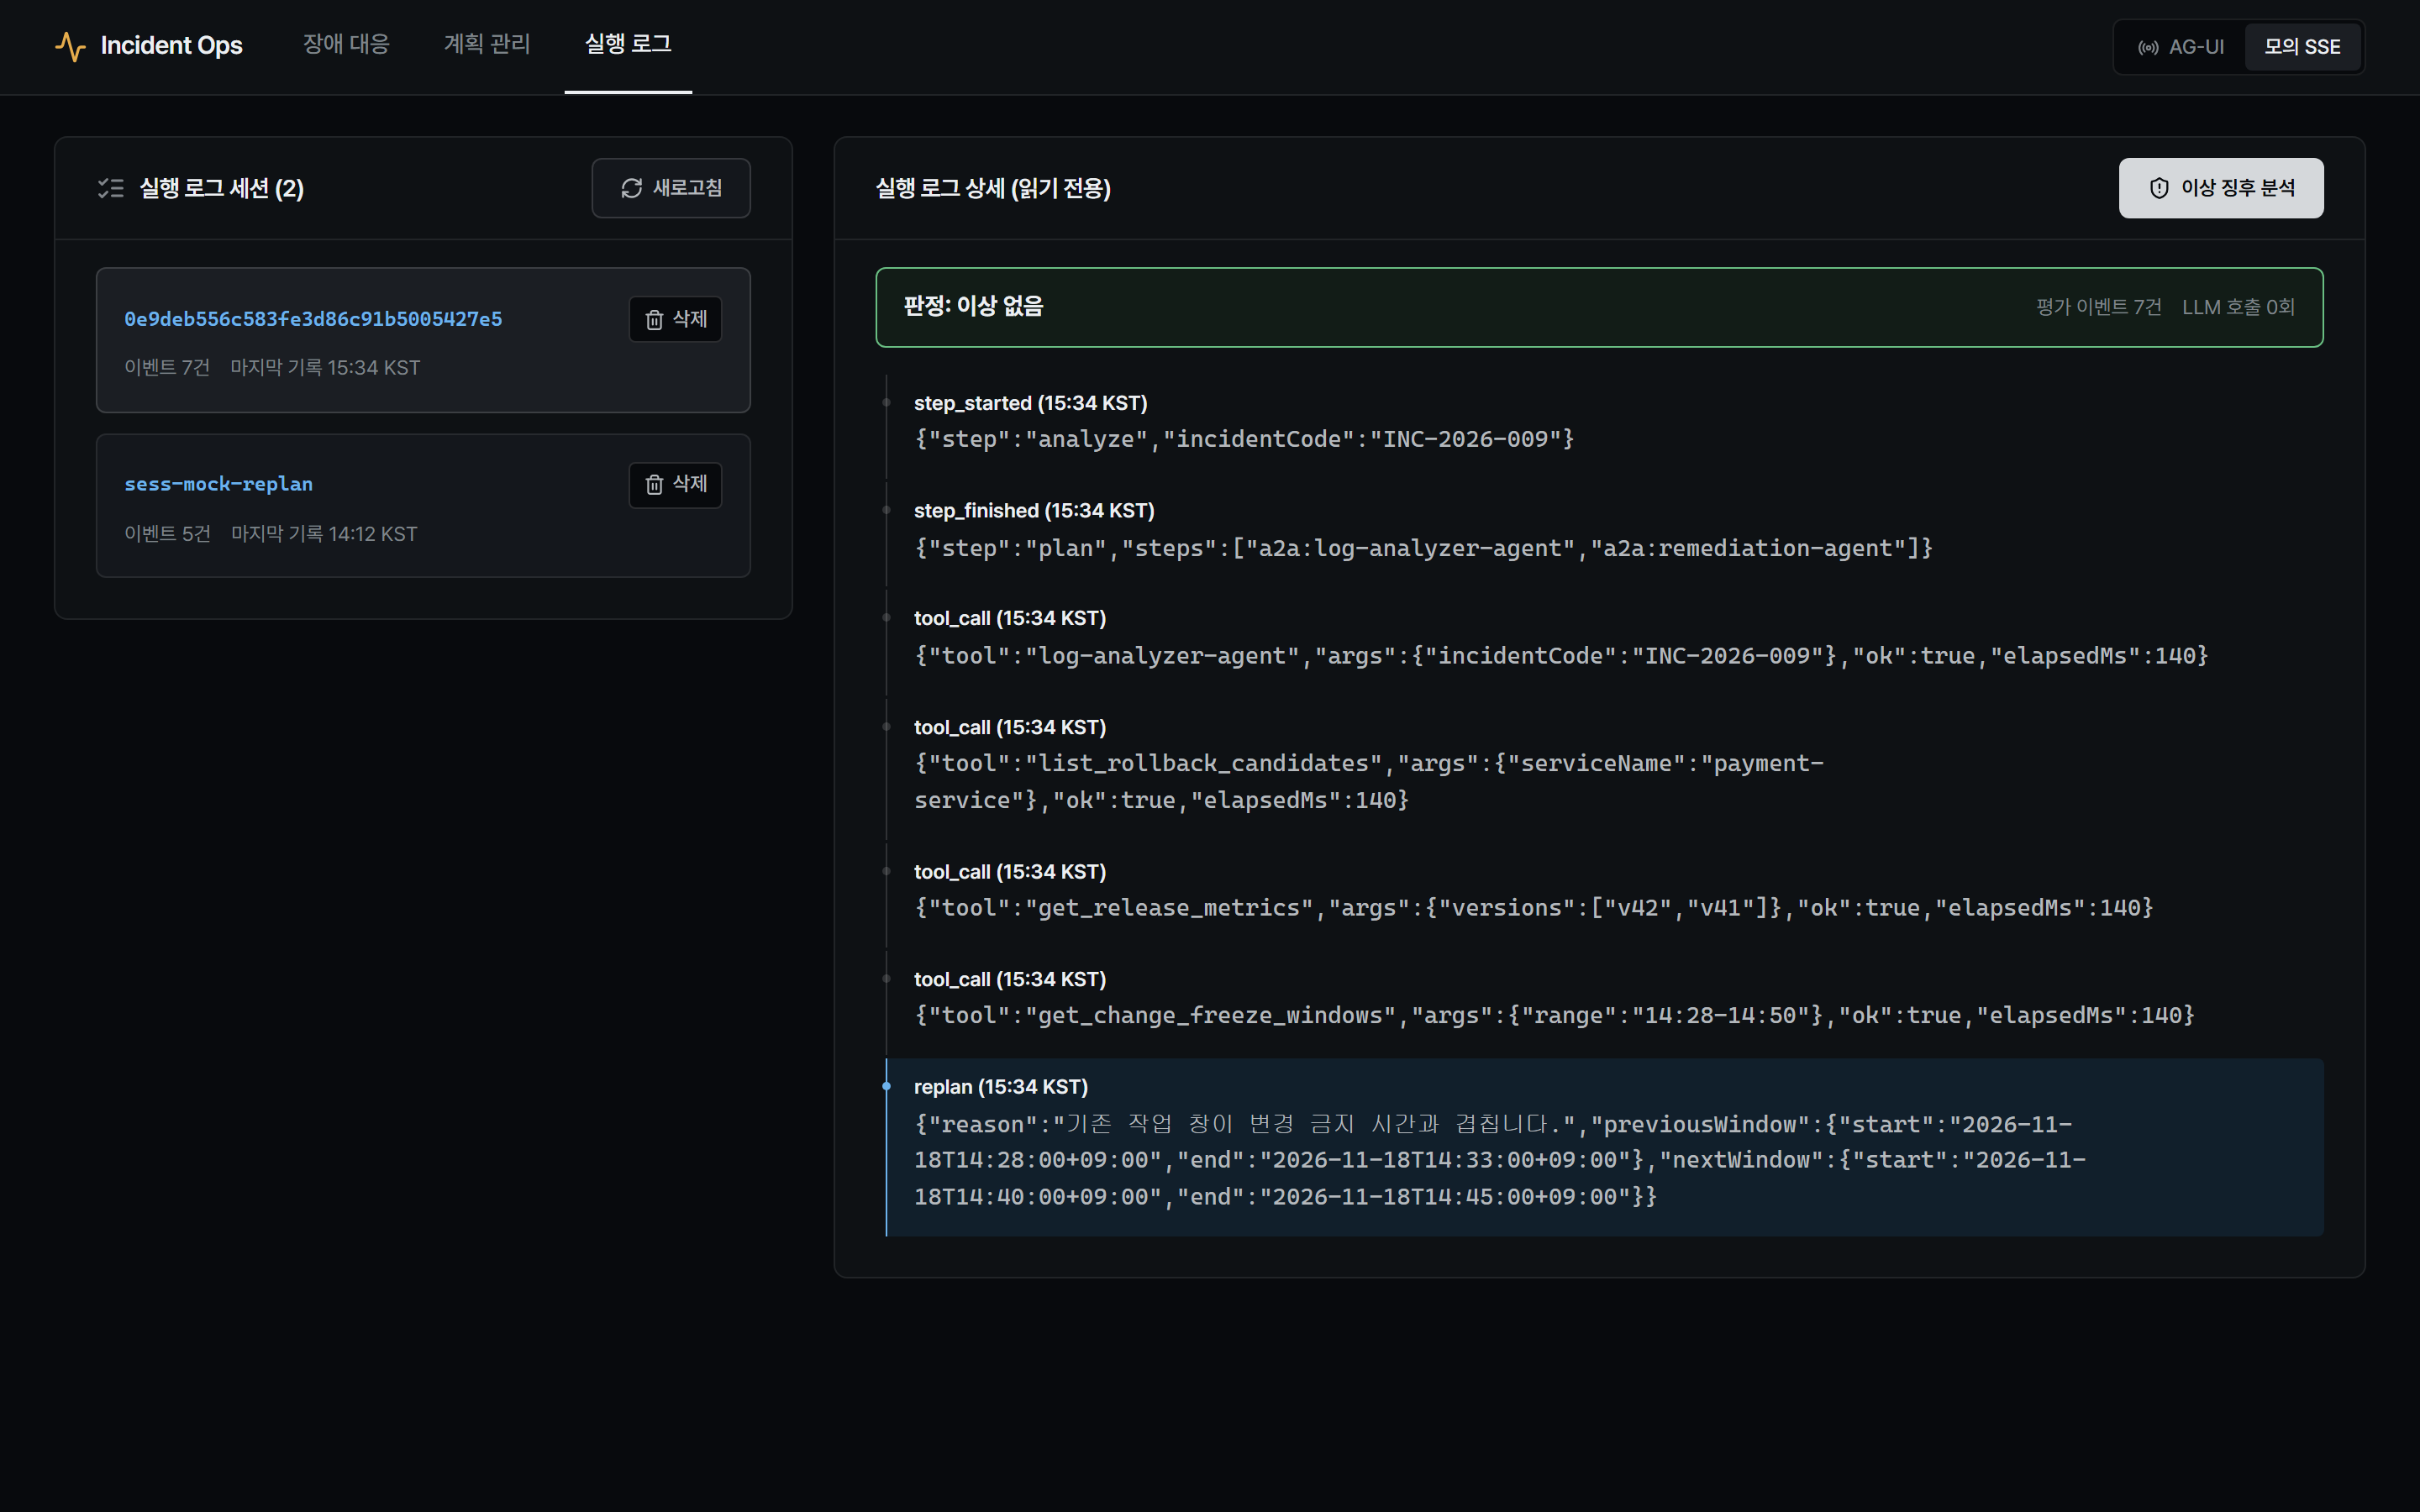 Incident Ops
장애 대응
계획 관리
실행 로그
AG-UI
모의 SSE
실행 로그 세션 (2)
새로고침
0e9deb556c583fe3d86c91b5005427e5
삭제
이벤트 7건 마지막 기록 15:34 KST
sess-mock-replan
삭제
이벤트 5건 마지막 기록 14:12 KST
실행 로그 상세 (읽기 전용)
이상 징후 분석
판정: 이상 없음
평가 이벤트 7건 LLM 호출 0회
step_started (15:34 KST)
{"step":"analyze","incidentCode":"INC-2026-009"}
step_finished (15:34 KST)
{"step":"plan","steps":["a2a:log-analyzer-agent","a2a:remediation-agent"]}
tool_call (15:34 KST)
{"tool":"log-analyzer-agent","args":{"incidentCode":"INC-2026-009"},"ok":true,"elapsedMs":140}
tool_call (15:34 KST)
{"tool":"list_rollback_candidates","args":{"serviceName":"payment-
service"},"ok":true,"elapsedMs":140}
tool_call (15:34 KST)
{"tool":"get_release_metrics","args":{"versions":["v42","v41"]},"ok":true,"elapsedMs":140}
tool_call (15:34 KST)
{"tool":"get_change_freeze_windows","args":{"range":"14:28-14:50"},"ok":true,"elapsedMs":140}
replan (15:34 KST)
{"reason":"기존 작업 창이 변경 금지 시간과 겹칩니다.","previousWindow":{"start":"2026-11-
18T14:28:00+09:00","end":"2026-11-18T14:33:00+09:00"},"nextWindow":{"start":"2026-11-
18T14:40:00+09:00","end":"2026-11-18T14:45:00+09:00"}}